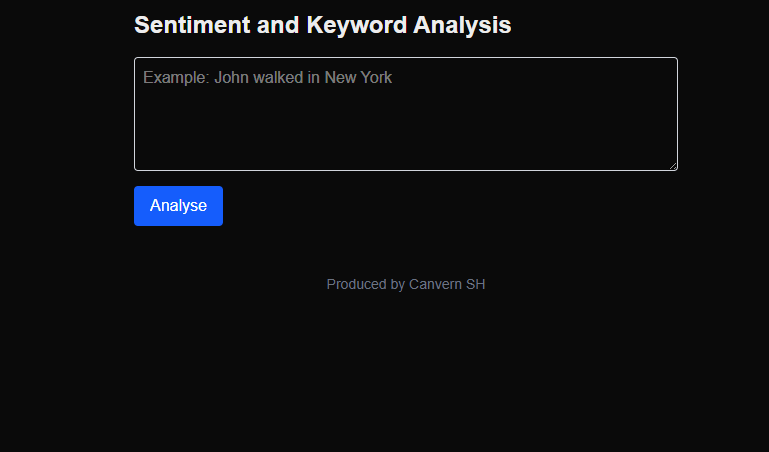 Sentiment and Keyword Analysis
Example: John walked in New York
Analyse
Produced by Canvern SH